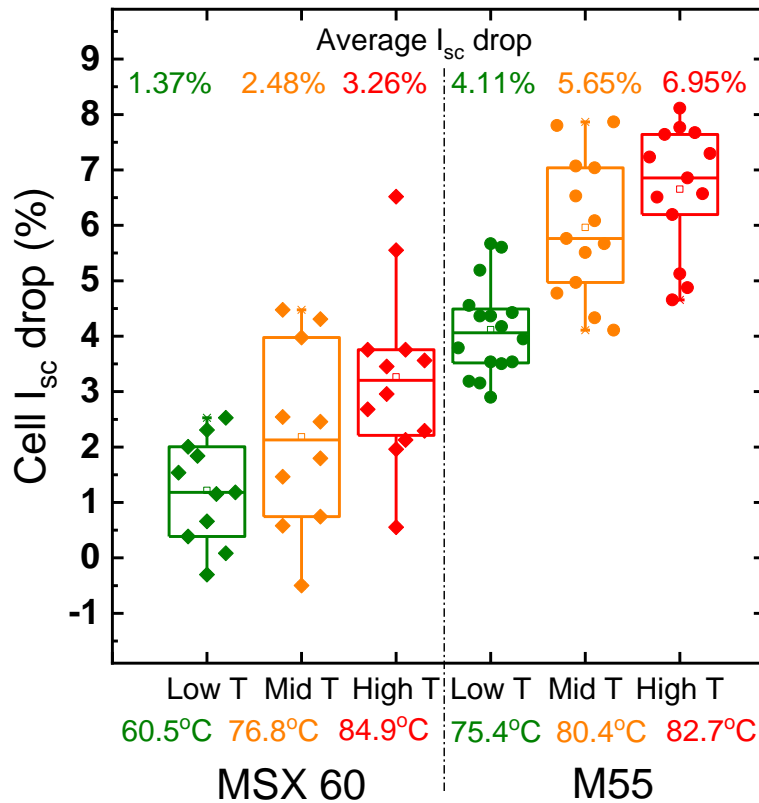 Average Isc drop
1.37% 2.48% 3.26% 4.11% 5.65% 6.95%
Cell Isc drop (%)
9
8
7
6
5
4
3
2
1
0
-1
Low T Mid T High T Low T Mid T High T
60.5°C 76.8°C 84.9°C 75.4°C 80.4°C 82.7°C
MSX 60 M55